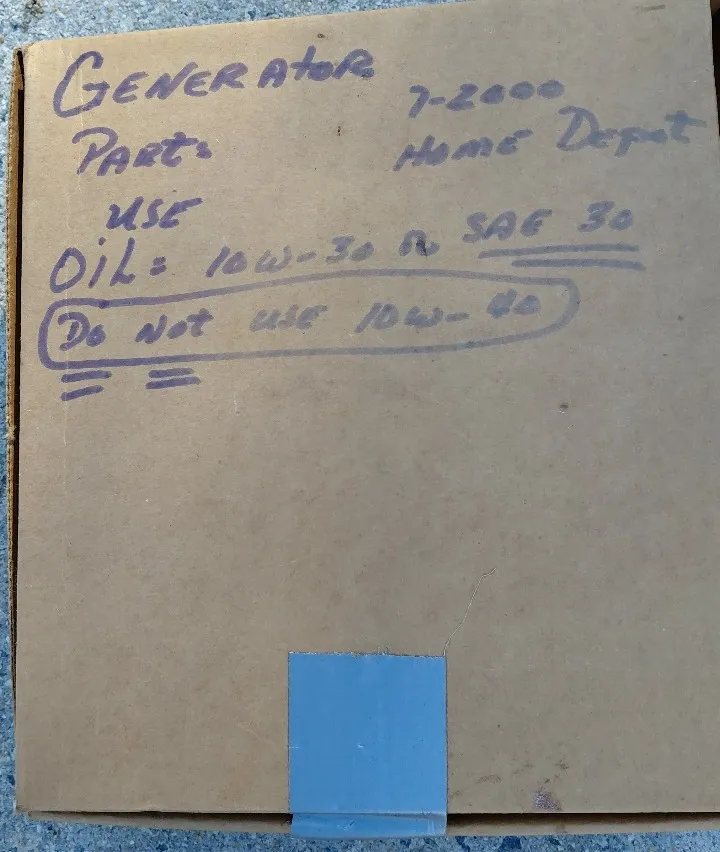 GENERAtOR
7-2000
PARts
HOME Depot
USE
OIL: 10W-30 OR SAE 30
Do Not USE 10W-40